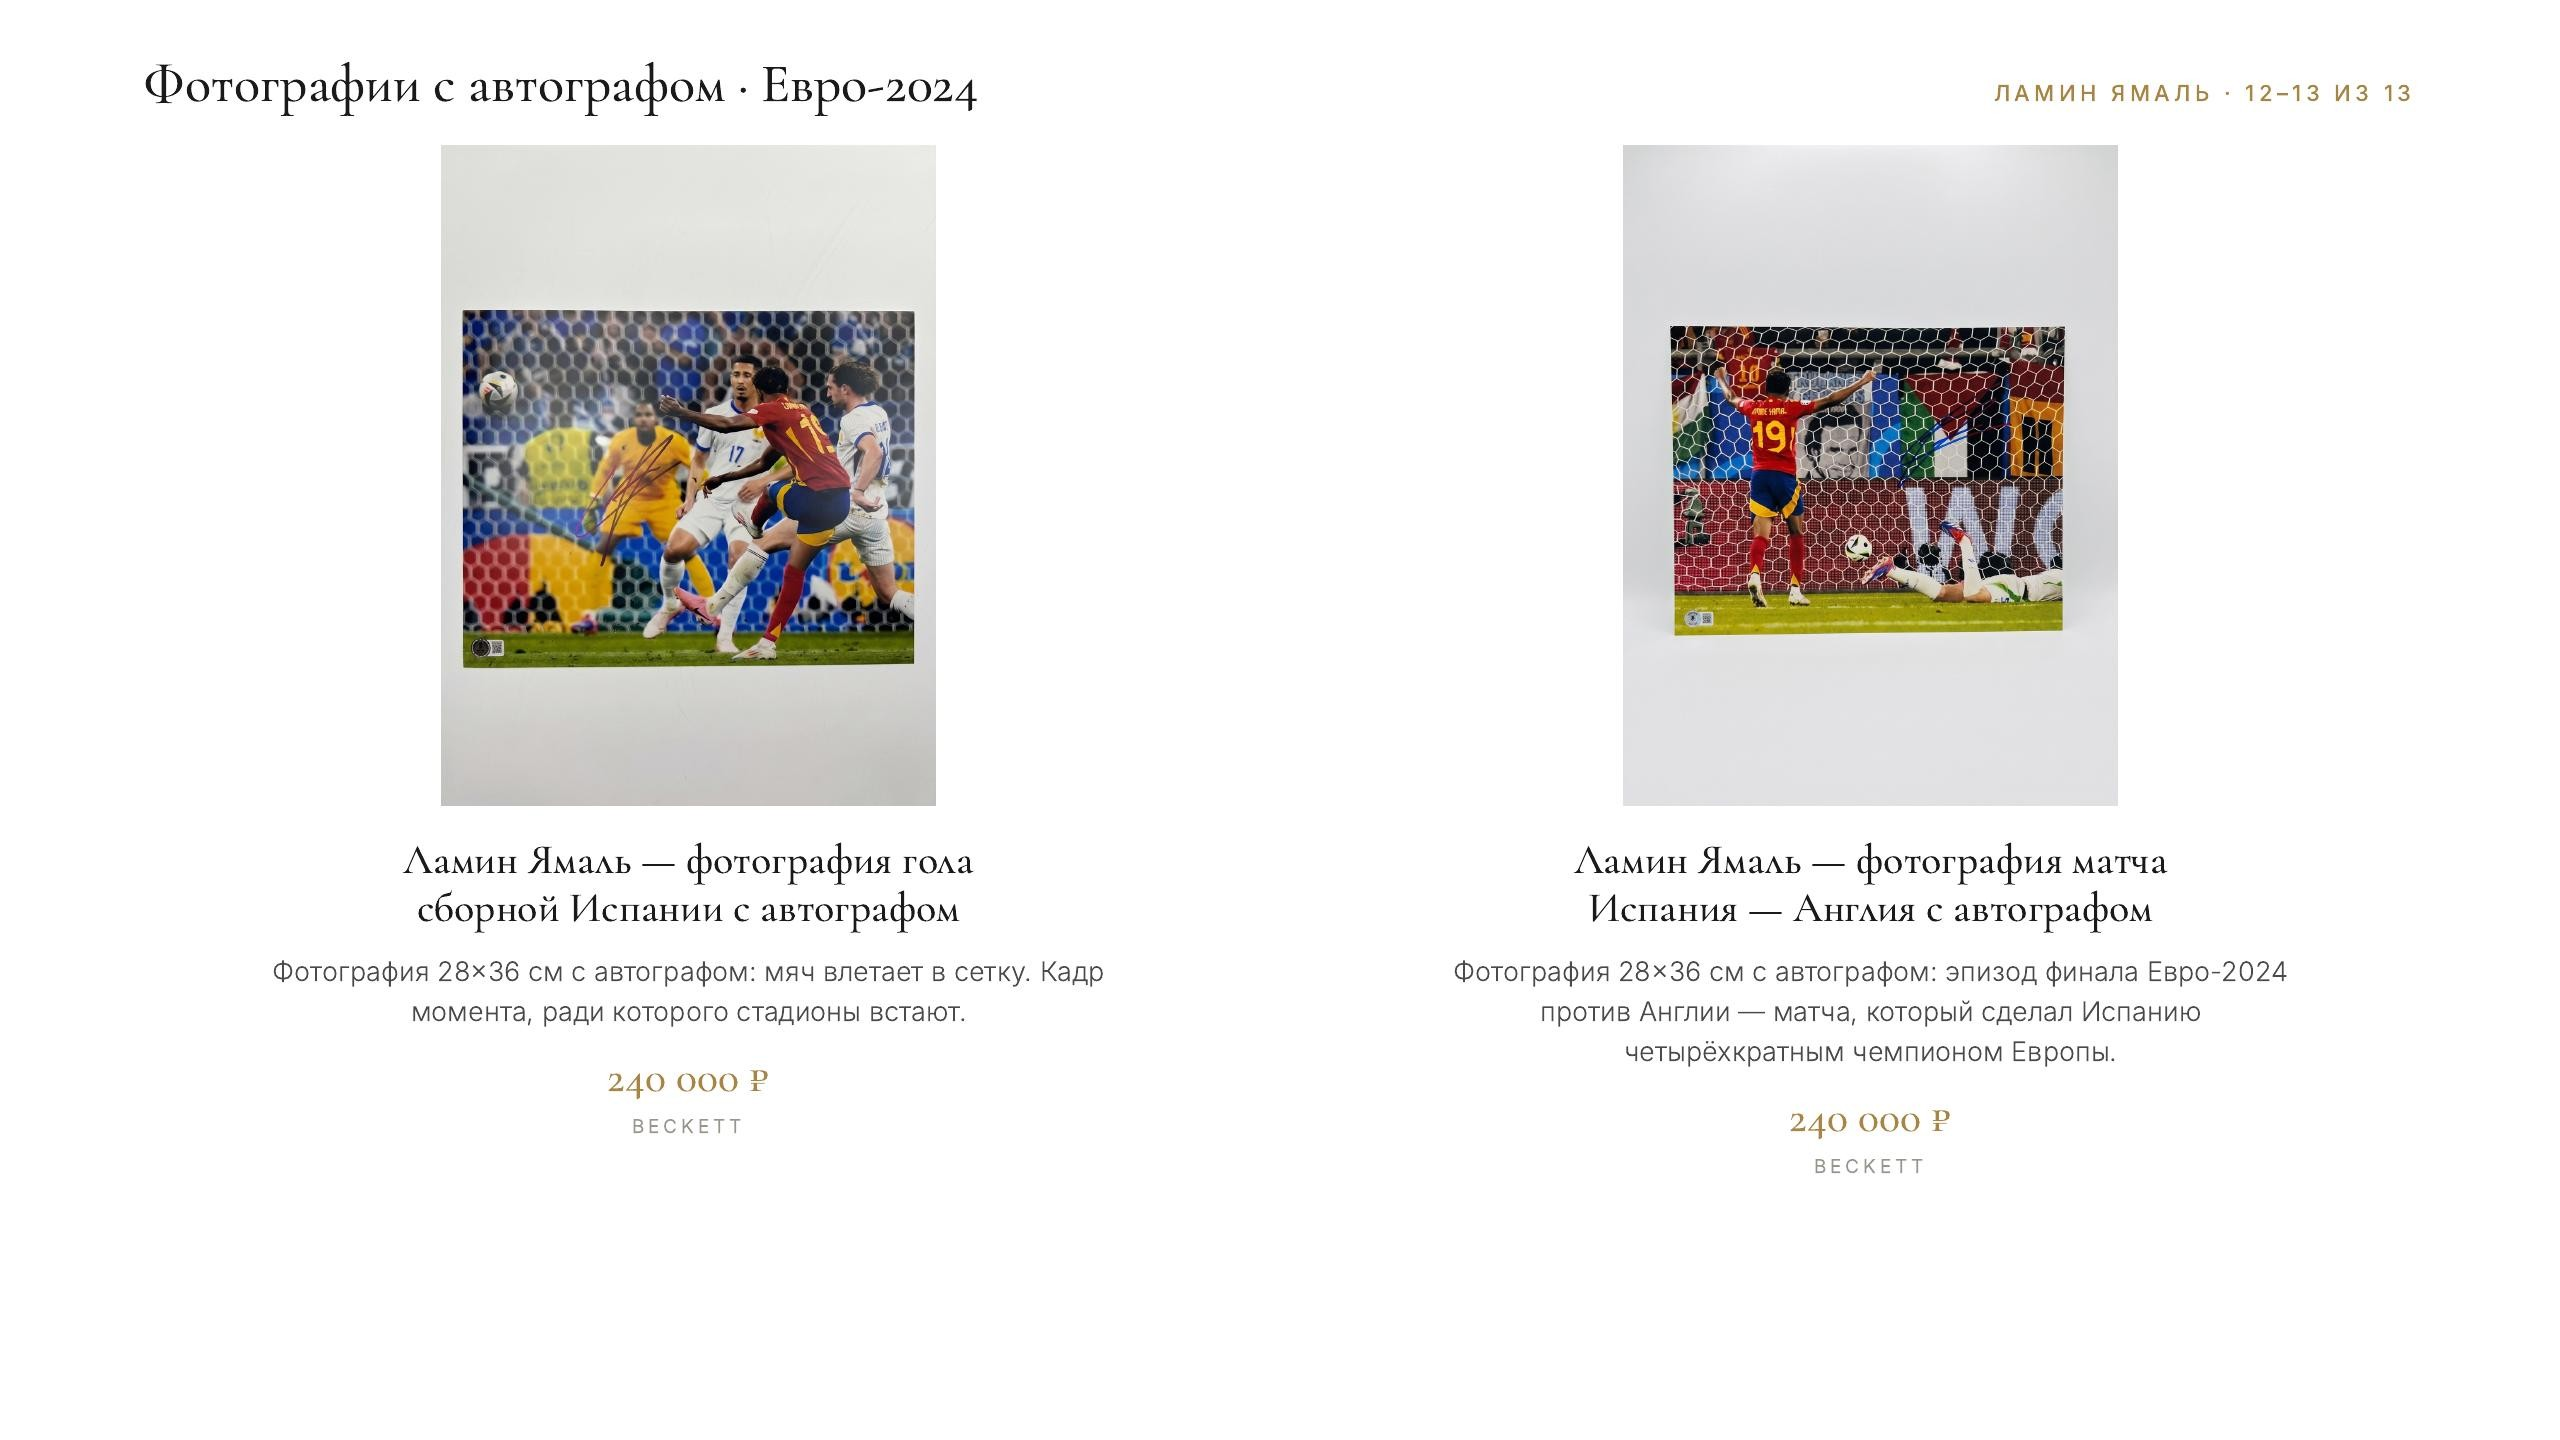 Фотографии с автографом · Евро-2024
ЛАМИН ЯМАЛЬ · 12–13 ИЗ 13
17
19
19
Ламин Ямаль — фотография гола
сборной Испании с автографом
Фотография 28×36 см с автографом: мяч влетает в сетку. Кадр
момента, ради которого стадионы встают.
240 000 ₽
BECKETT
Ламин Ямаль — фотография матча
Испания — Англия с автографом
Фотография 28×36 см с автографом: эпизод финала Евро-2024
против Англии — матча, который сделал Испанию
четырёхкратным чемпионом Европы.
240 000 ₽
BECKETT